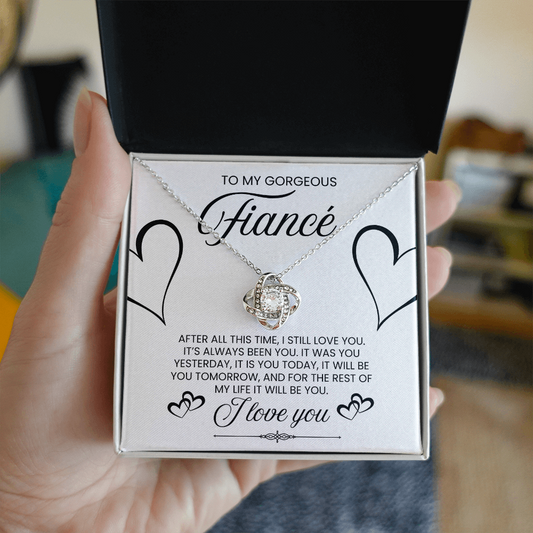 TO MY GORGEOUS
Fiancé
AFTER ALL THIS TIME, I STILL LOVE YOU.
IT'S ALWAYS BEEN YOU. IT WAS YOU
YESTERDAY, IT IS YOU TODAY, IT WILL BE
YOU TOMORROW, AND FOR THE REST OF
MY LIFE IT WILL BE YOU.
I love you